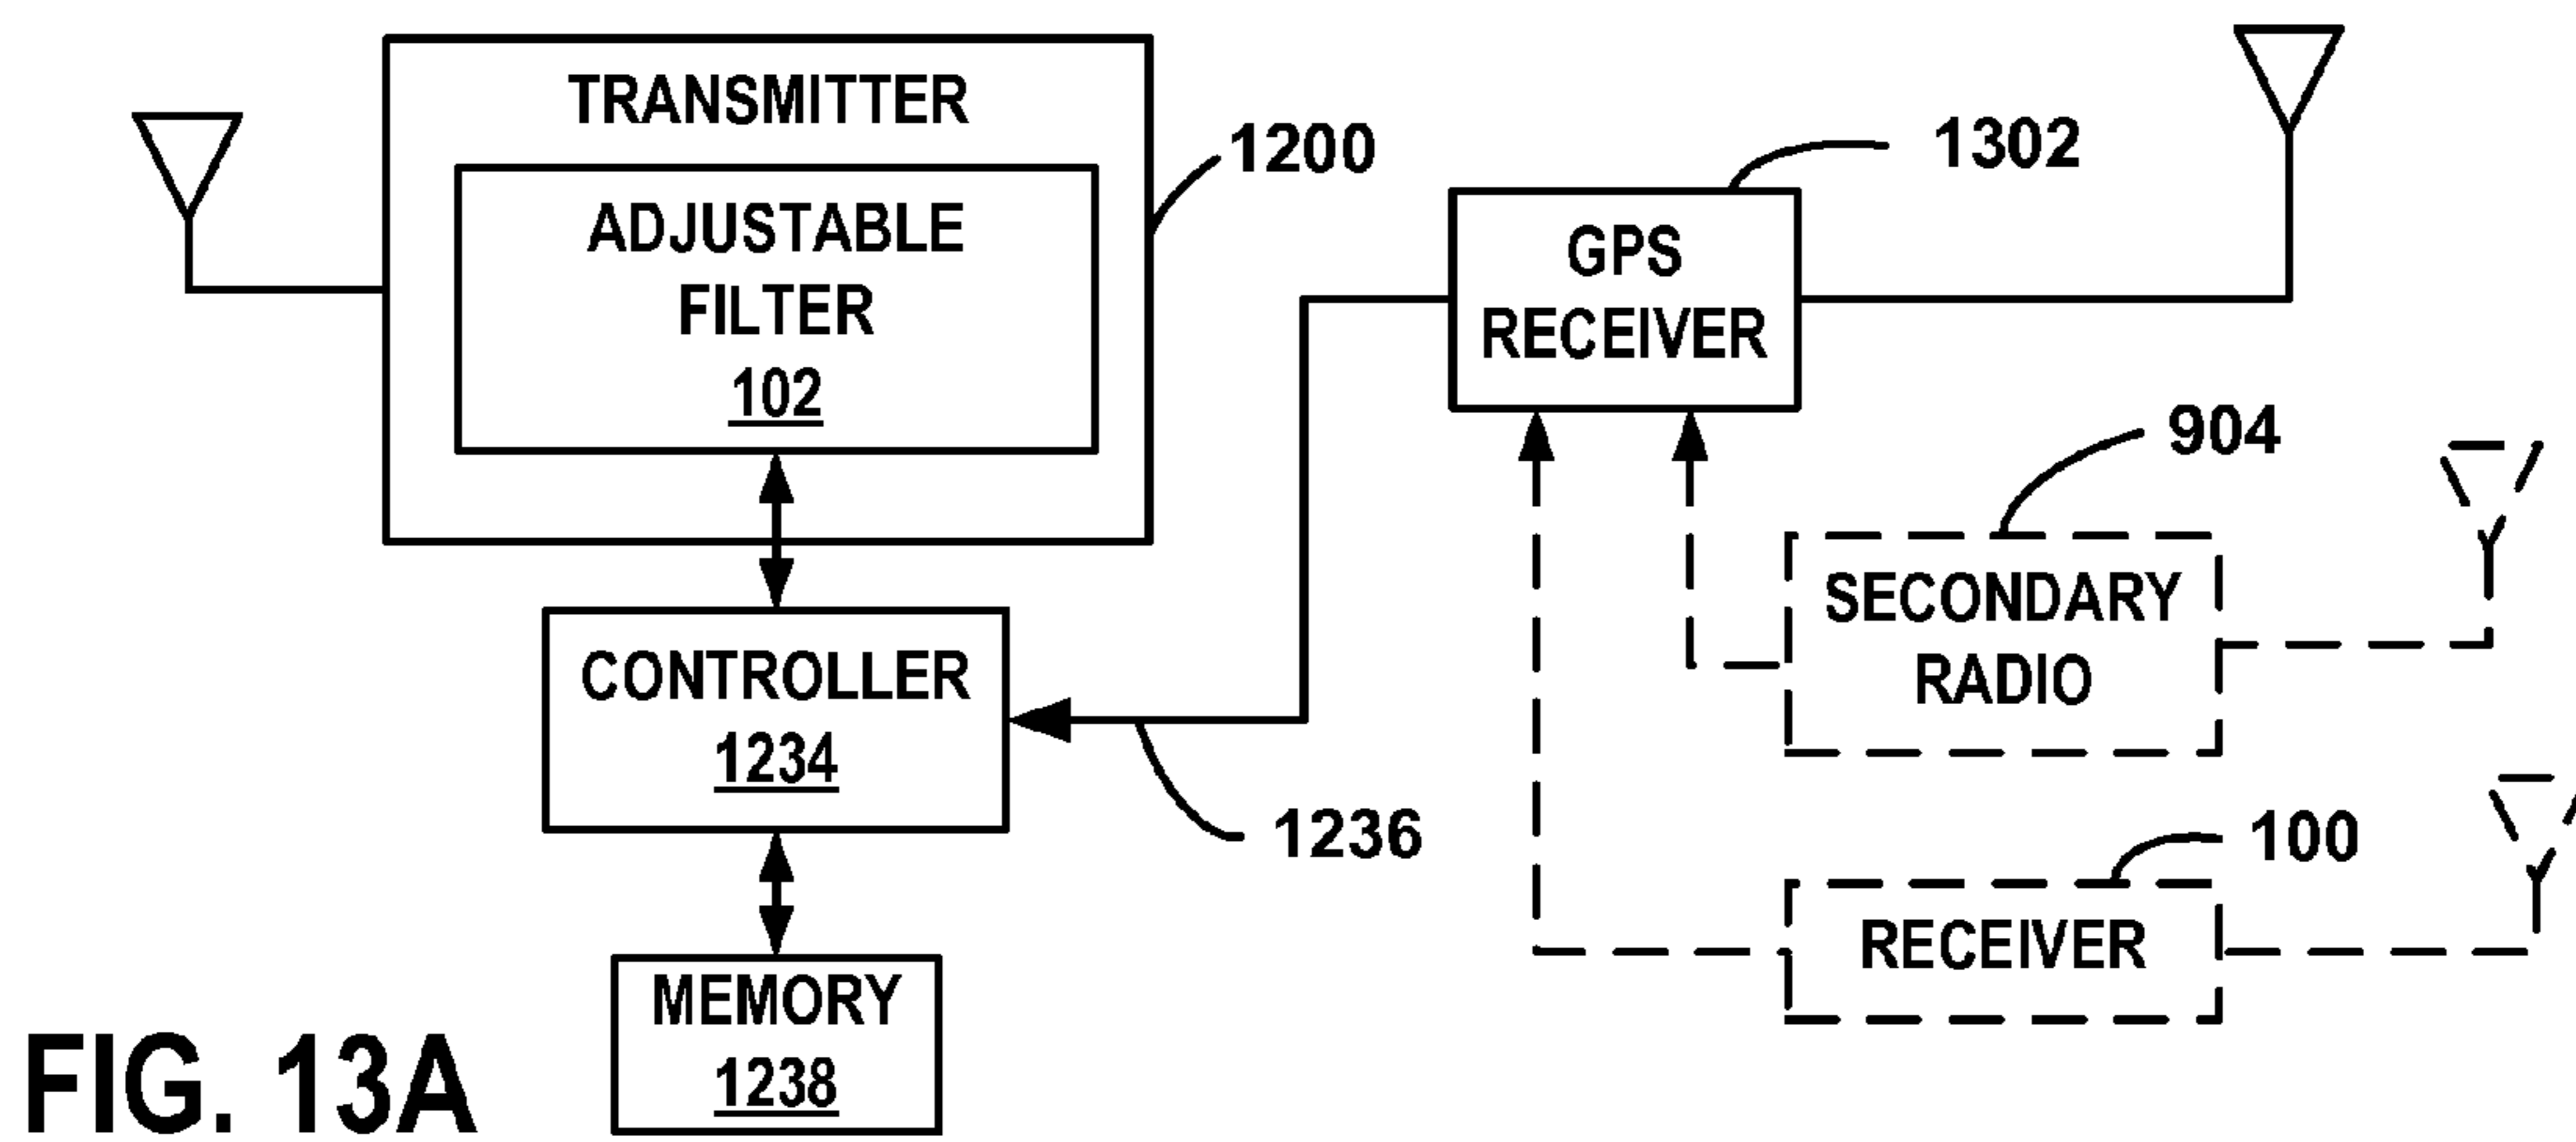 TRANSMITTER
ADJUSTABLE
FILTER
102
1200
CONTROLLER
1234
MEMORY
1238
1236
GPS
RECEIVER
1302
904
SECONDARY
RADIO
100
RECEIVER
FIG. 13A